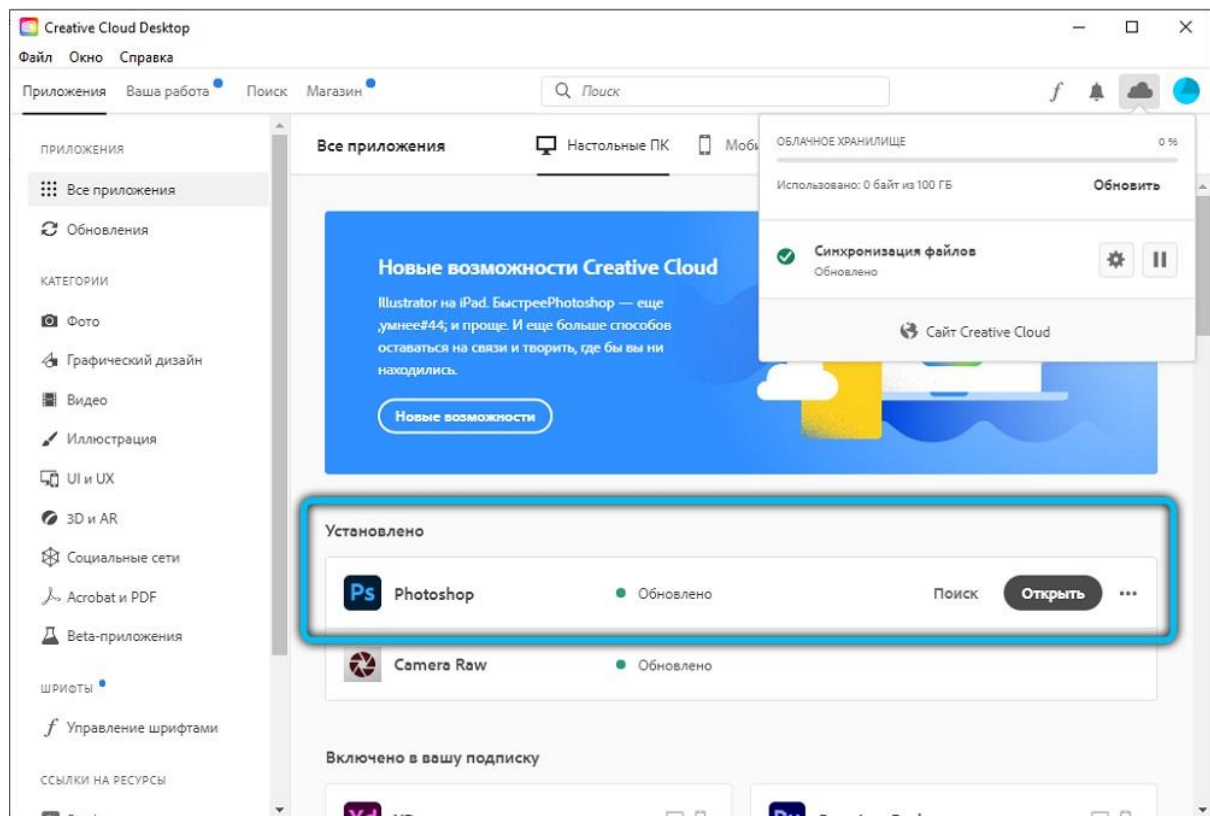 Creative Cloud Desktop
Файл Окно Справка
Приложения Ваша работа Поиск Магазин Поиск
ПРИЛОЖЕНИЯ
Все приложения
Обновления
КАТЕГОРИИ
Фото
Графический дизайн
Видео
Иллюстрация
UI и UX
3D и AR
Социальные сети
Acrobat и PDF
Beta-приложения
ШРИФТЫ
Управление шрифтами
ССЫЛКИ НА РЕСУРСЫ
Все приложения Настольные ПК
ОБЛАЧНОЕ ХРАНИЛИЩЕ 0 %
Использовано: 0 байт из 100 ГБ Обновить
Синхронизация файлов
Обновлено
Сайт Creative Cloud
Новые возможности Creative Cloud
Illustrator на iPad. БыстрееPhotoshop — еще
,умнее#44; и проще. И еще больше способов
оставаться на связи и творить, где бы вы ни
находились.
Новые возможности
Установлено
Ps Photoshop Обновлено Поиск Открыть
Camera Raw Обновлено
Включено в вашу подписку